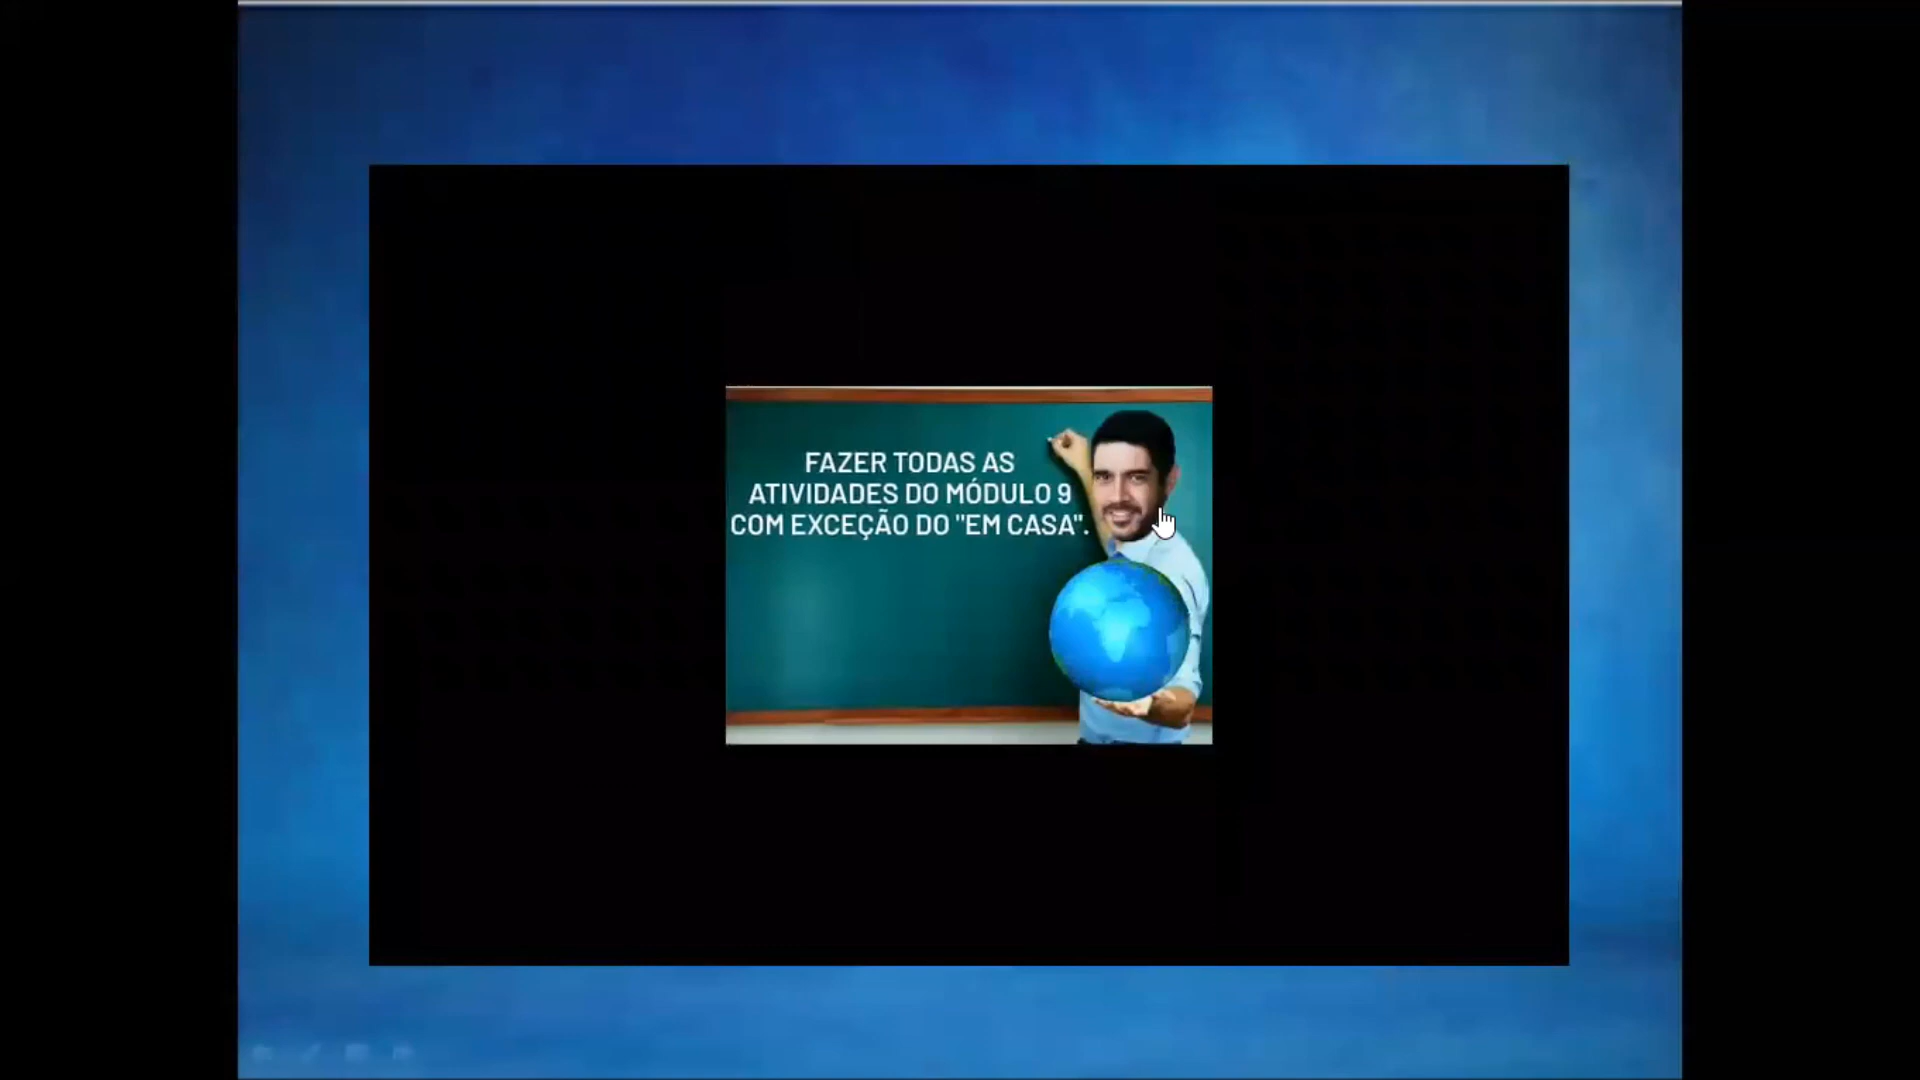 FAZER TODAS AS
ATIVIDADES DO MÓDULO 9
COM EXCEÇÃO DO "EM CASA".